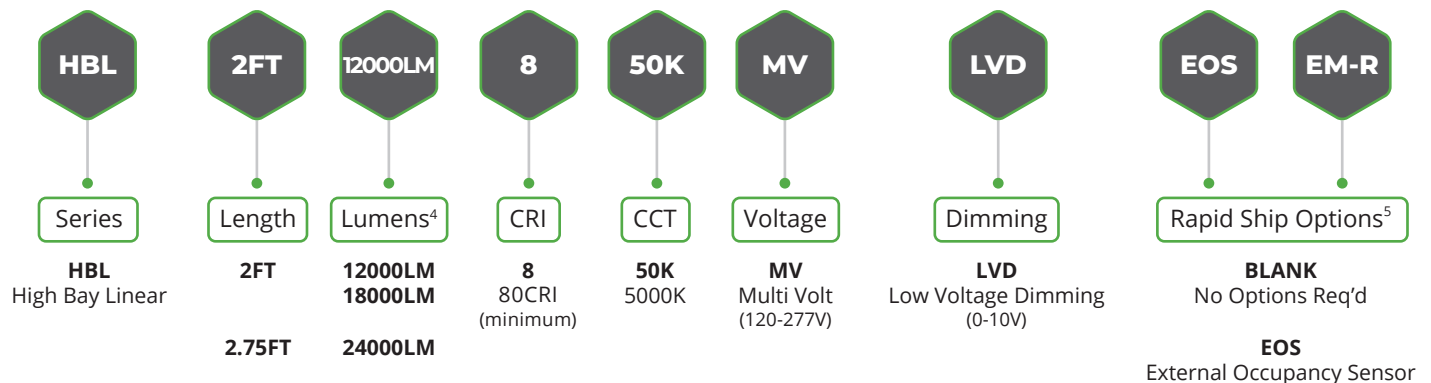 HBL 2FT 12000LM 8 50K MV LVD EOS EM-R
Series Length Lumens4 CRI CCT Voltage Dimming Rapid Ship Options5
HBL 2FT 12000LM 8 50K MV LVD BLANK
High Bay Linear 18000LM 80CRI 5000K Multi Volt Low Voltage Dimming No Options Req'd
(minimum) (120-277V) (0-10V)
2.75FT 24000LM EOS
External Occupancy Sensor